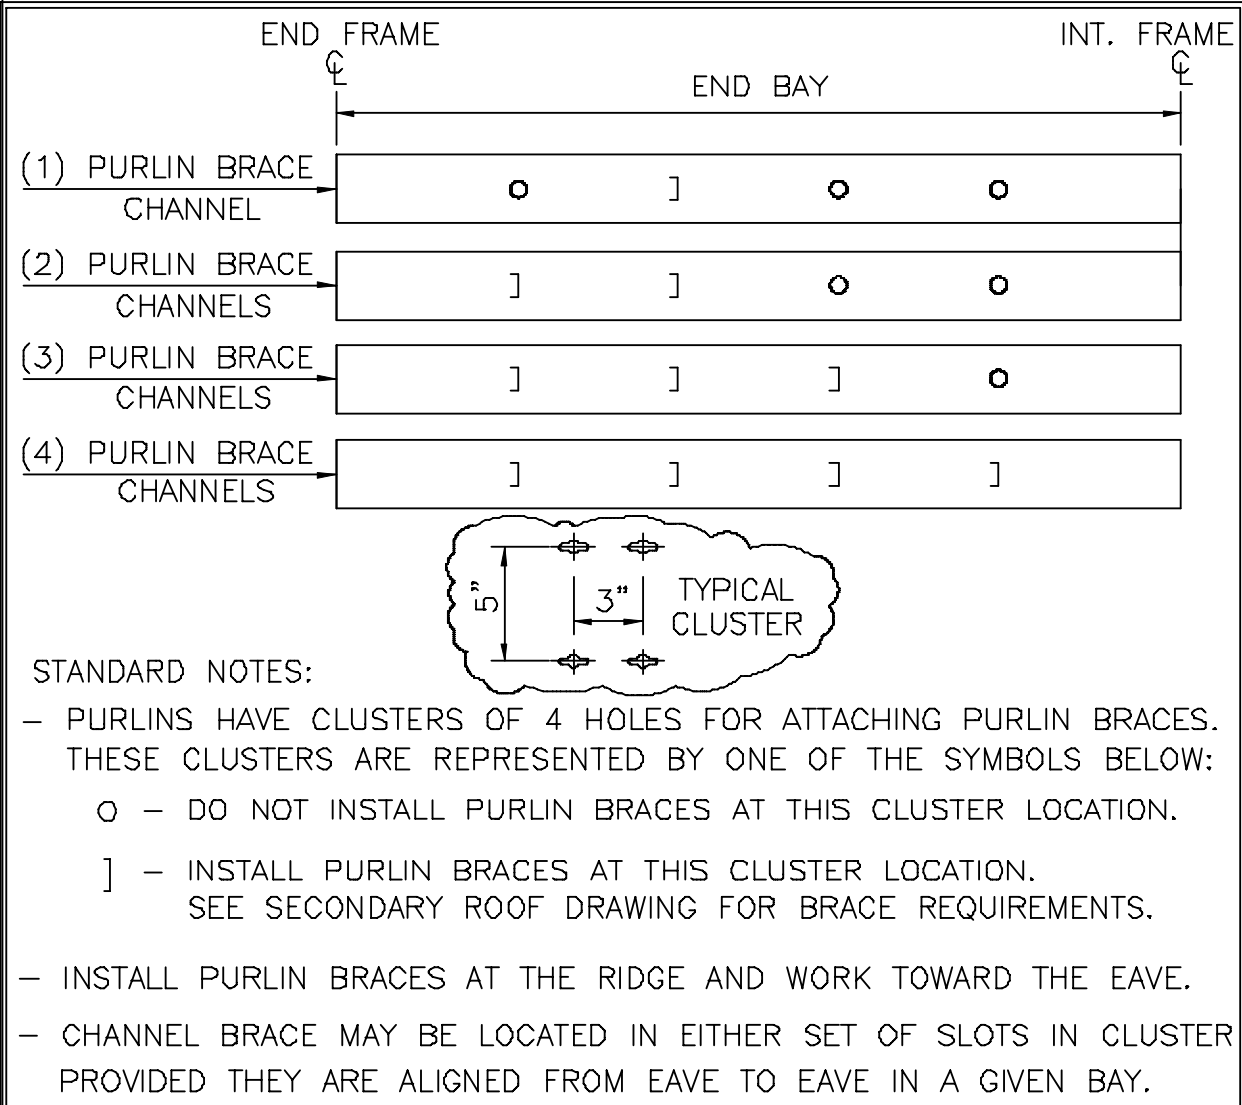 END FRAME
INT. FRAME
℄
℄
END BAY
(1) PURLIN BRACE
CHANNEL
(2) PURLIN BRACE
CHANNELS
(3) PURLIN BRACE
CHANNELS
(4) PURLIN BRACE
CHANNELS
5"
3"
TYPICAL
CLUSTER
STANDARD NOTES:
– PURLINS HAVE CLUSTERS OF 4 HOLES FOR ATTACHING PURLIN BRACES.
THESE CLUSTERS ARE REPRESENTED BY ONE OF THE SYMBOLS BELOW:
O – DO NOT INSTALL PURLIN BRACES AT THIS CLUSTER LOCATION.
] – INSTALL PURLIN BRACES AT THIS CLUSTER LOCATION.
SEE SECONDARY ROOF DRAWING FOR BRACE REQUIREMENTS.
– INSTALL PURLIN BRACES AT THE RIDGE AND WORK TOWARD THE EAVE.
– CHANNEL BRACE MAY BE LOCATED IN EITHER SET OF SLOTS IN CLUSTER
PROVIDED THEY ARE ALIGNED FROM EAVE TO EAVE IN A GIVEN BAY.